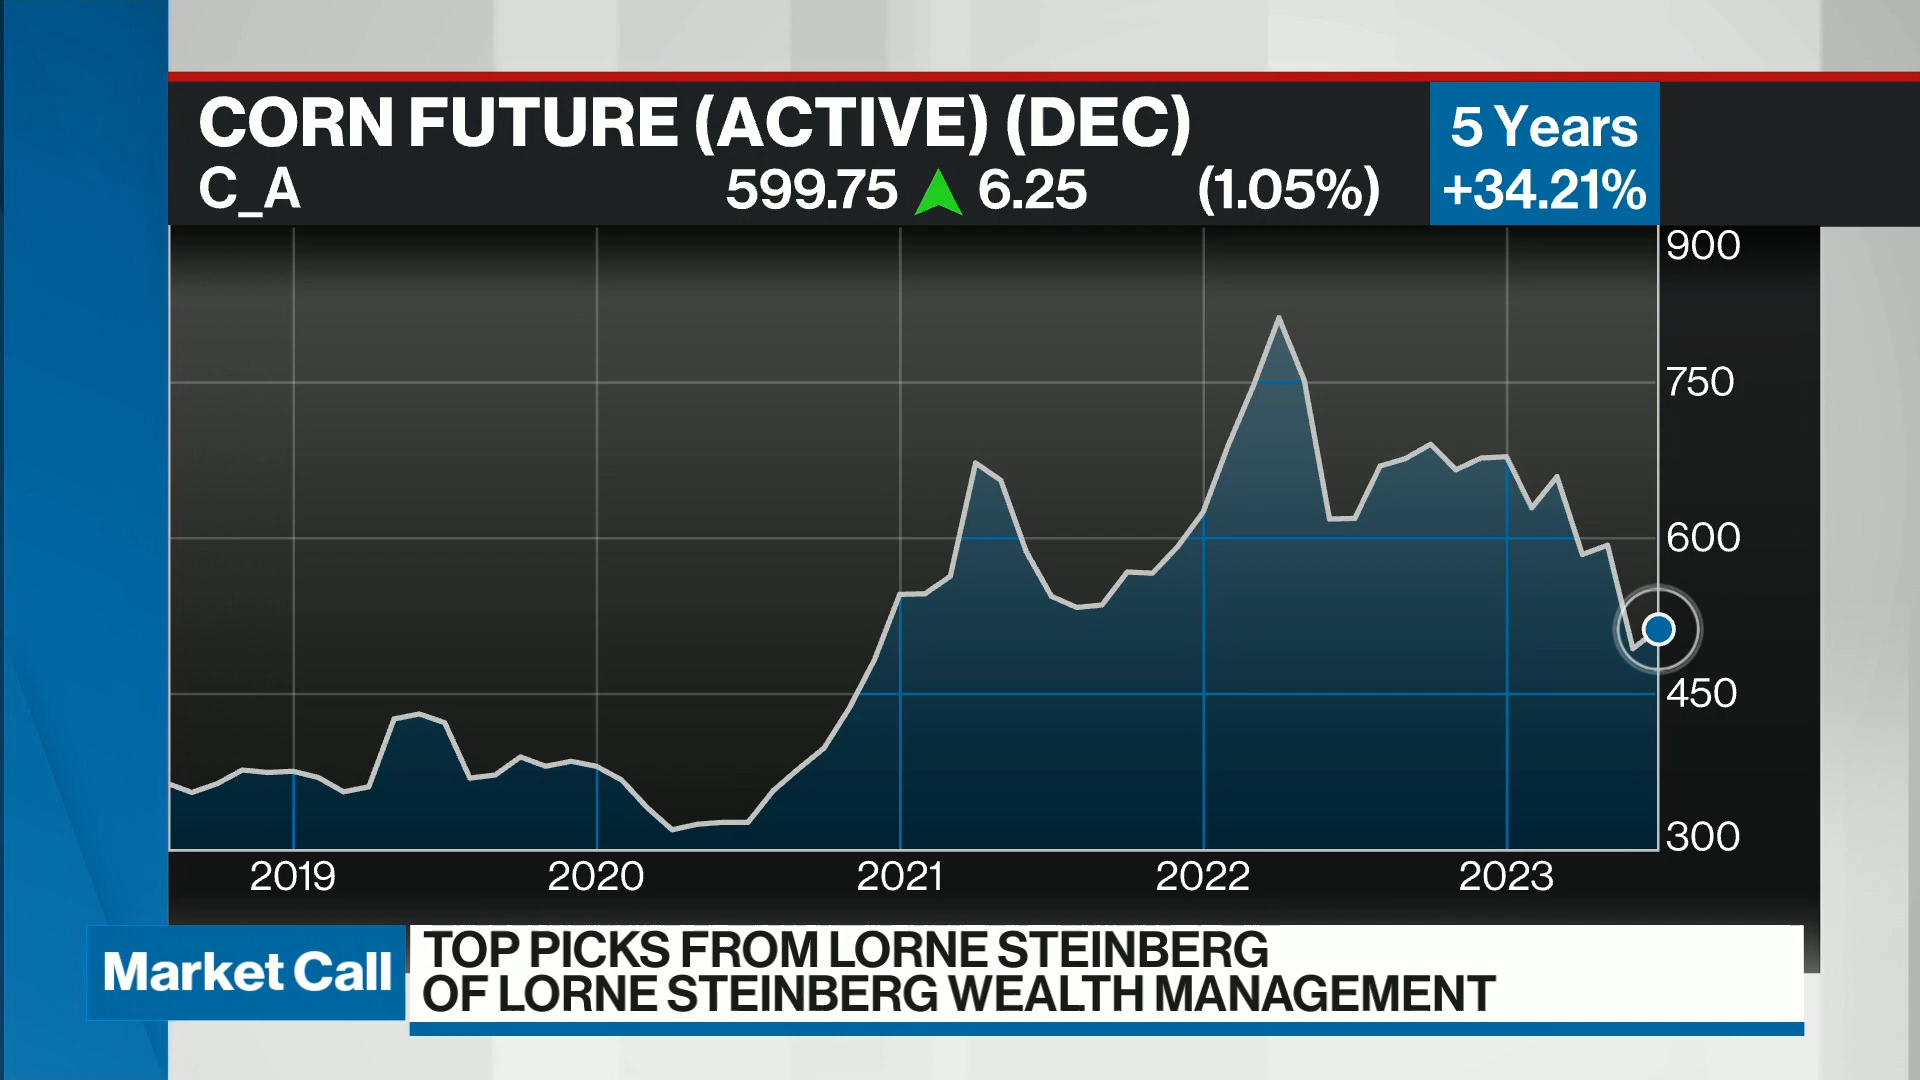 CORN FUTURE (ACTIVE) (DEC)
C_A 599.75 6.25 (1.05%)
5 Years
+34.21%
900
750
600
450
300
2019 2020 2021 2022 2023
Market Call
TOP PICKS FROM LORNE STEINBERG
OF LORNE STEINBERG WEALTH MANAGEMENT